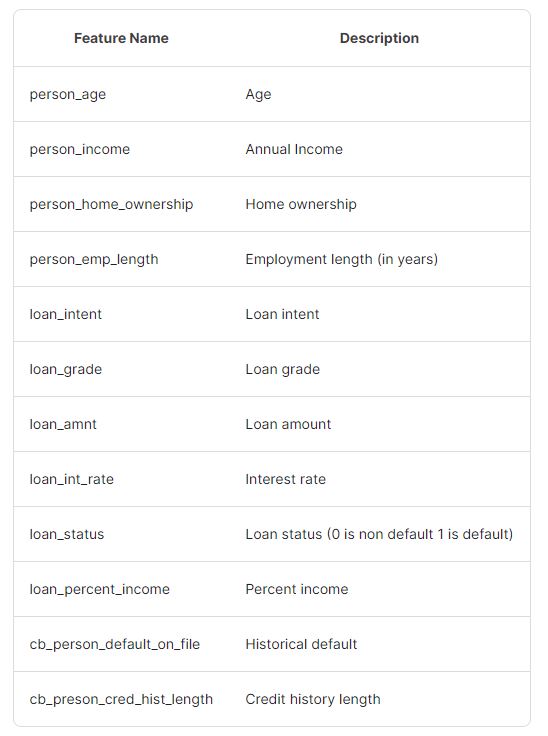 Feature Name Description
person_age Age
person_income Annual Income
person_home_ownership Home ownership
person_emp_length Employment length (in years)
loan_intent Loan intent
loan_grade Loan grade
loan_amnt Loan amount
loan_int_rate Interest rate
loan_status Loan status (0 is non default 1 is default)
loan_percent_income Percent income
cb_person_default_on_file Historical default
cb_preson_cred_hist_length Credit history length